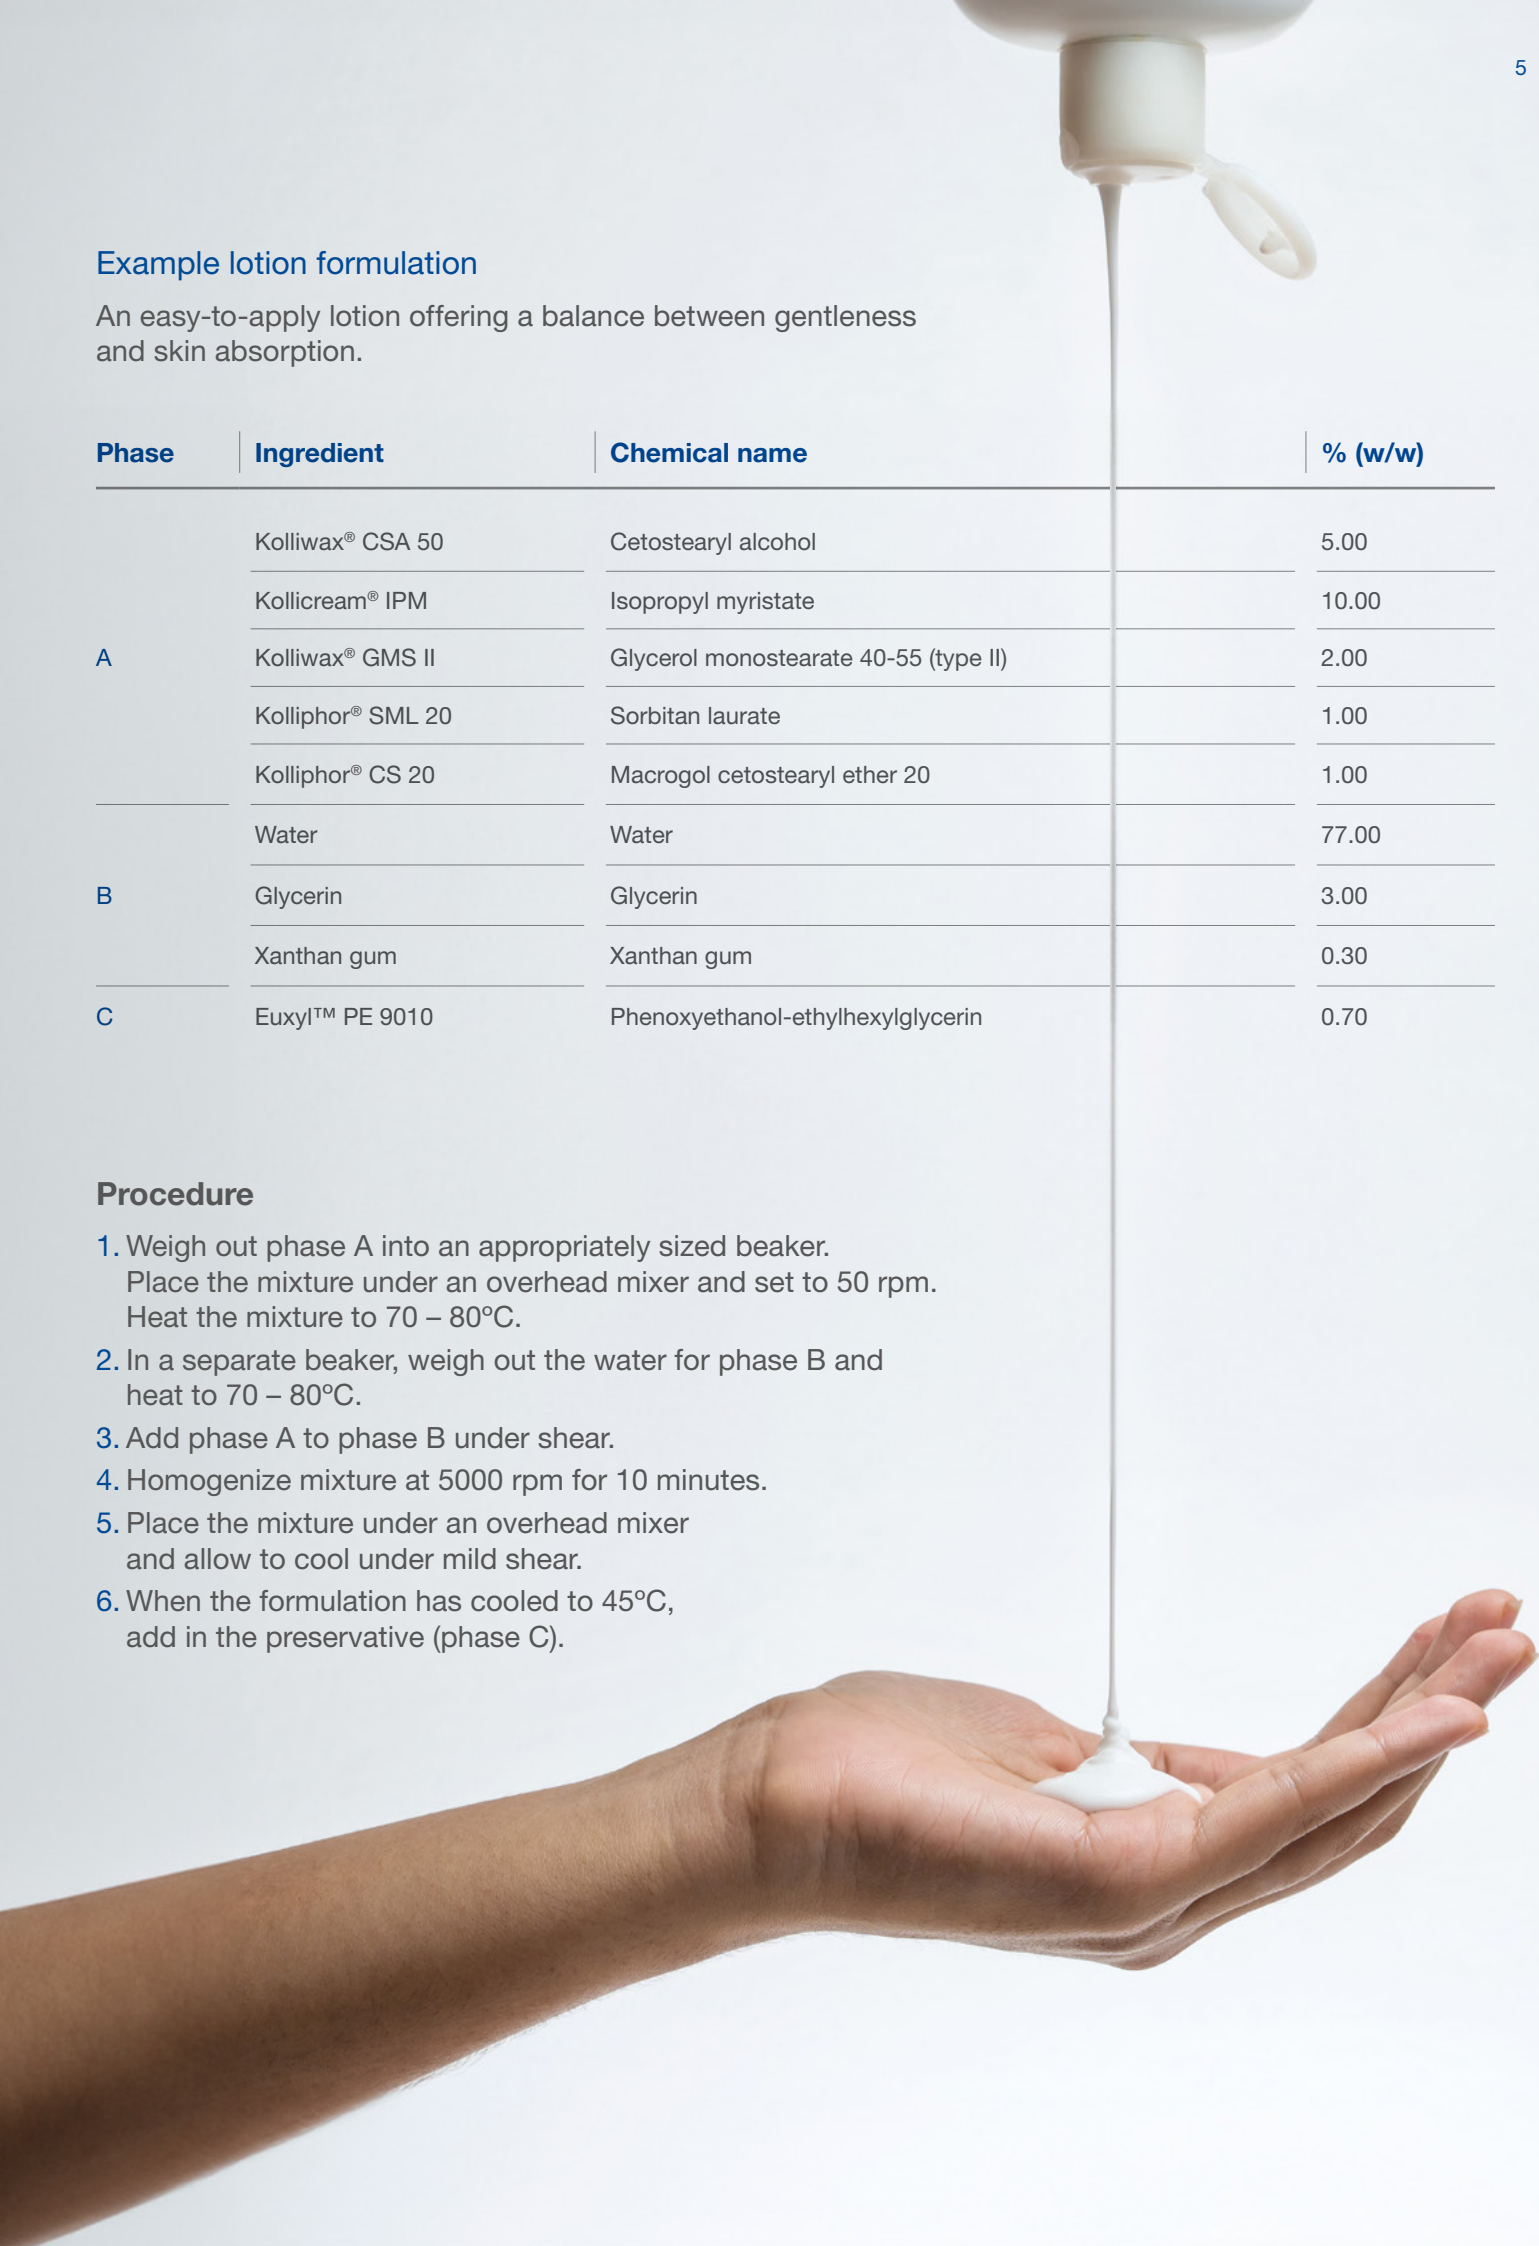 5
Example lotion formulation
An easy-to-apply lotion offering a balance between gentleness
and skin absorption.
Phase Ingredient Chemical name % (w/w)
Kolliwax® CSA 50 Cetostearyl alcohol 5.00
Kollicream® IPM Isopropyl myristate 10.00
A Kolliwax® GMS II Glycerol monostearate 40-55 (type II) 2.00
Kolliphor® SML 20 Sorbitan laurate 1.00
Kolliphor® CS 20 Macrogol cetostearyl ether 20 1.00
Water Water 77.00
B Glycerin Glycerin 3.00
Xanthan gum Xanthan gum 0.30
C Euxyl™ PE 9010 Phenoxyethanol-ethylhexylglycerin 0.70
Procedure
1. Weigh out phase A into an appropriately sized beaker.
Place the mixture under an overhead mixer and set to 50 rpm.
Heat the mixture to 70 – 80ºC.
2. In a separate beaker, weigh out the water for phase B and
heat to 70 – 80ºC.
3. Add phase A to phase B under shear.
4. Homogenize mixture at 5000 rpm for 10 minutes.
5. Place the mixture under an overhead mixer
and allow to cool under mild shear.
6. When the formulation has cooled to 45ºC,
add in the preservative (phase C).